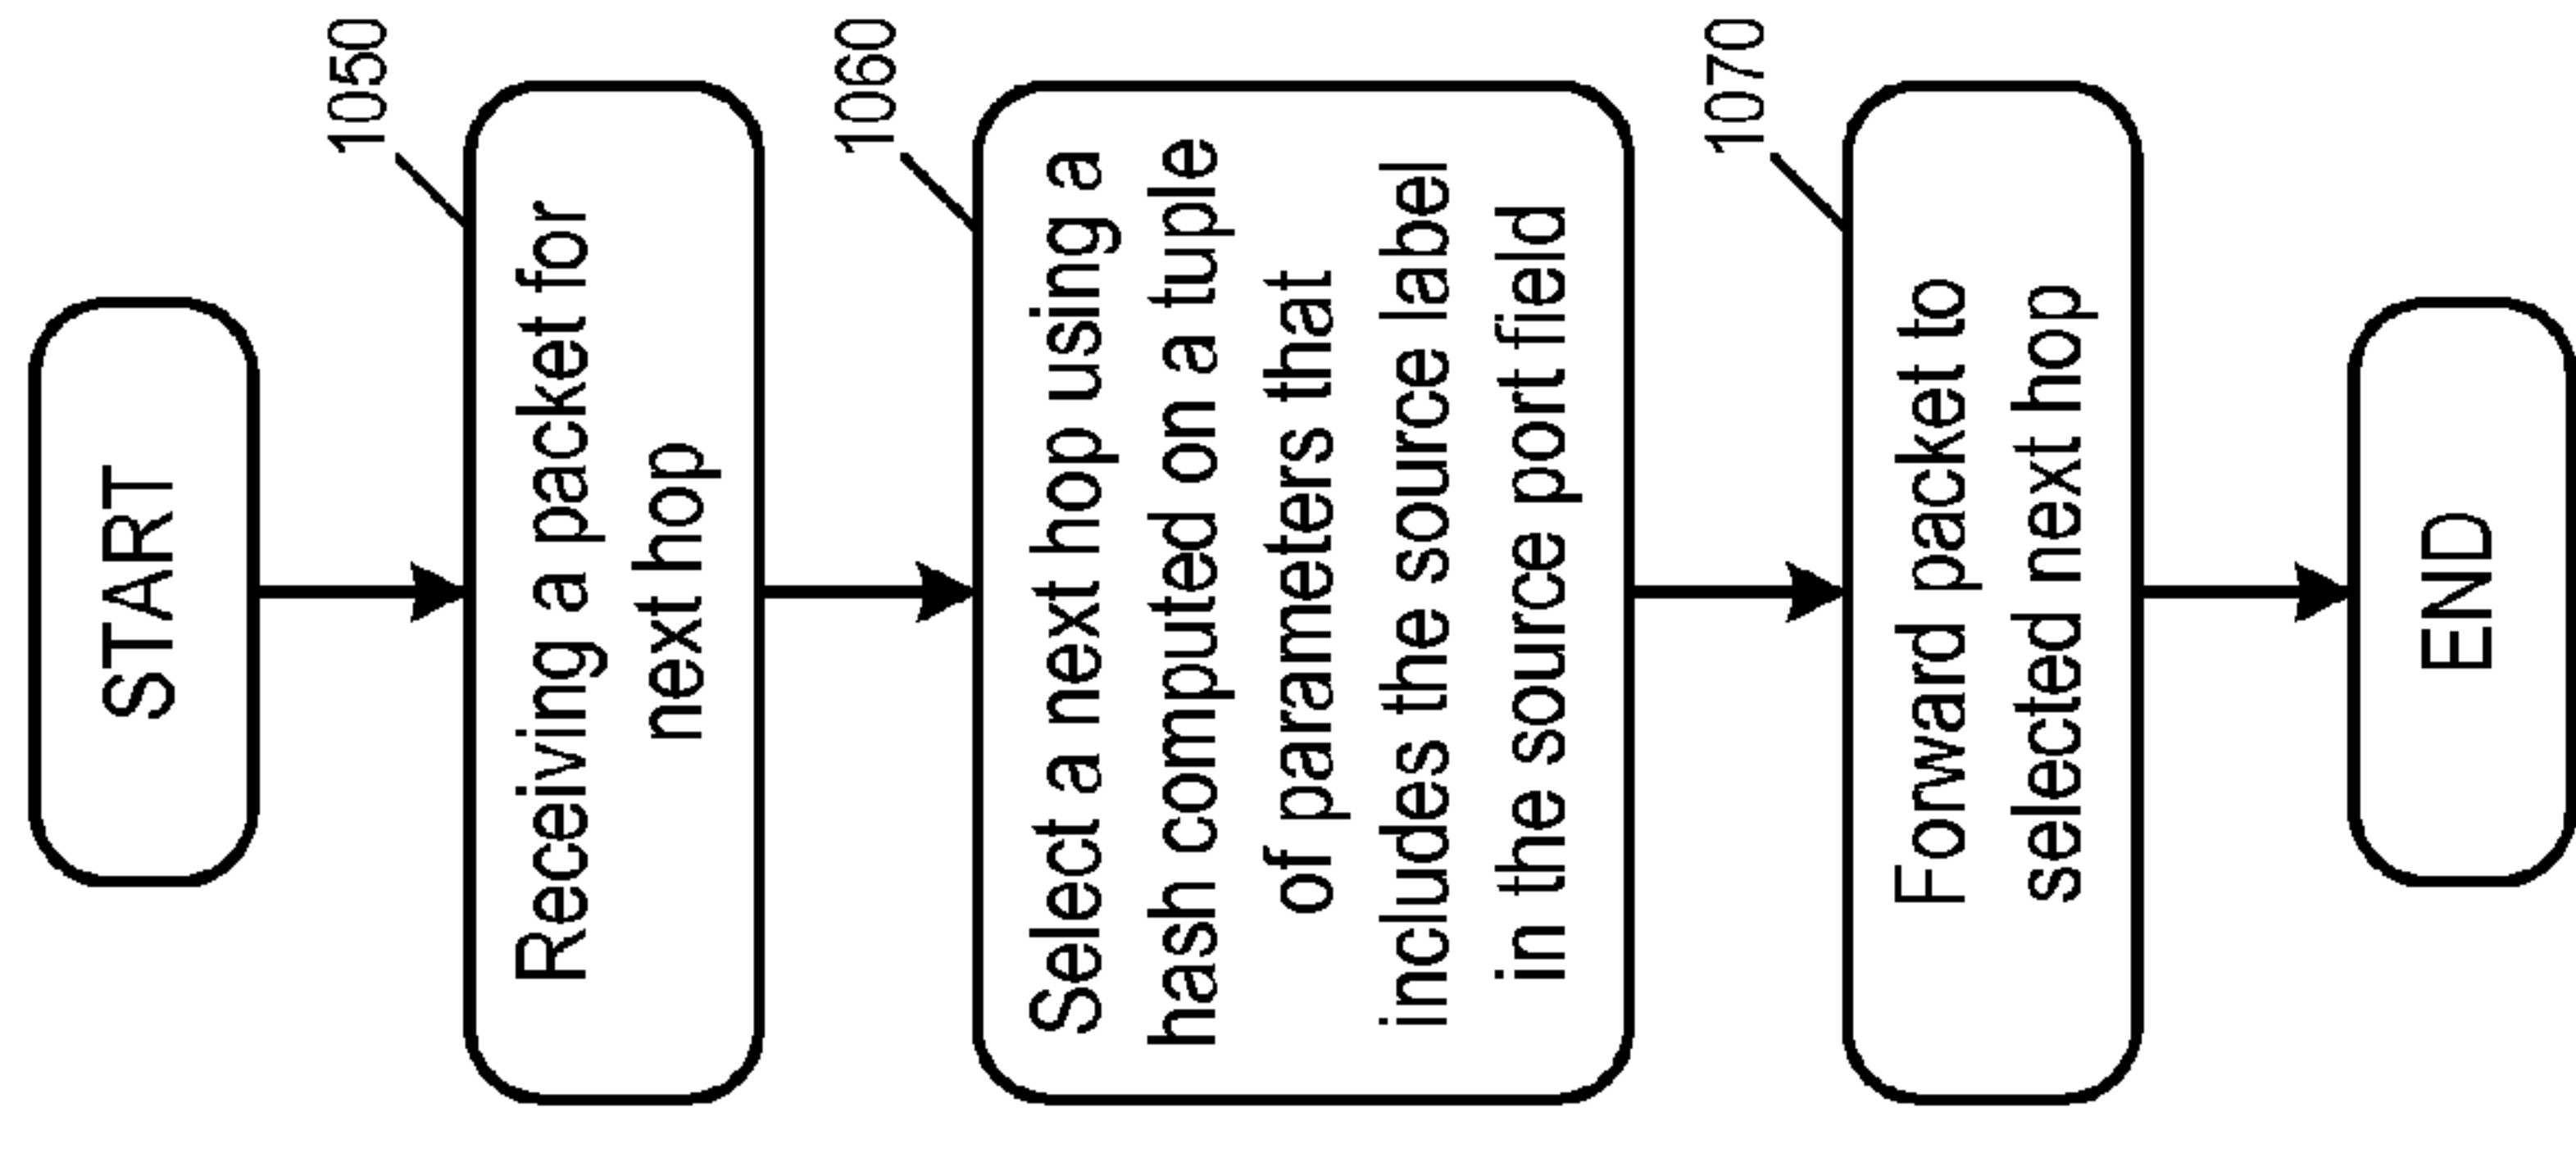 START
1050
Receiving a packet for
next hop
1060
Select a next hop using a
hash computed on a tuple
of parameters that
includes the source label
in the source port field
1070
Forward packet to
selected next hop
END